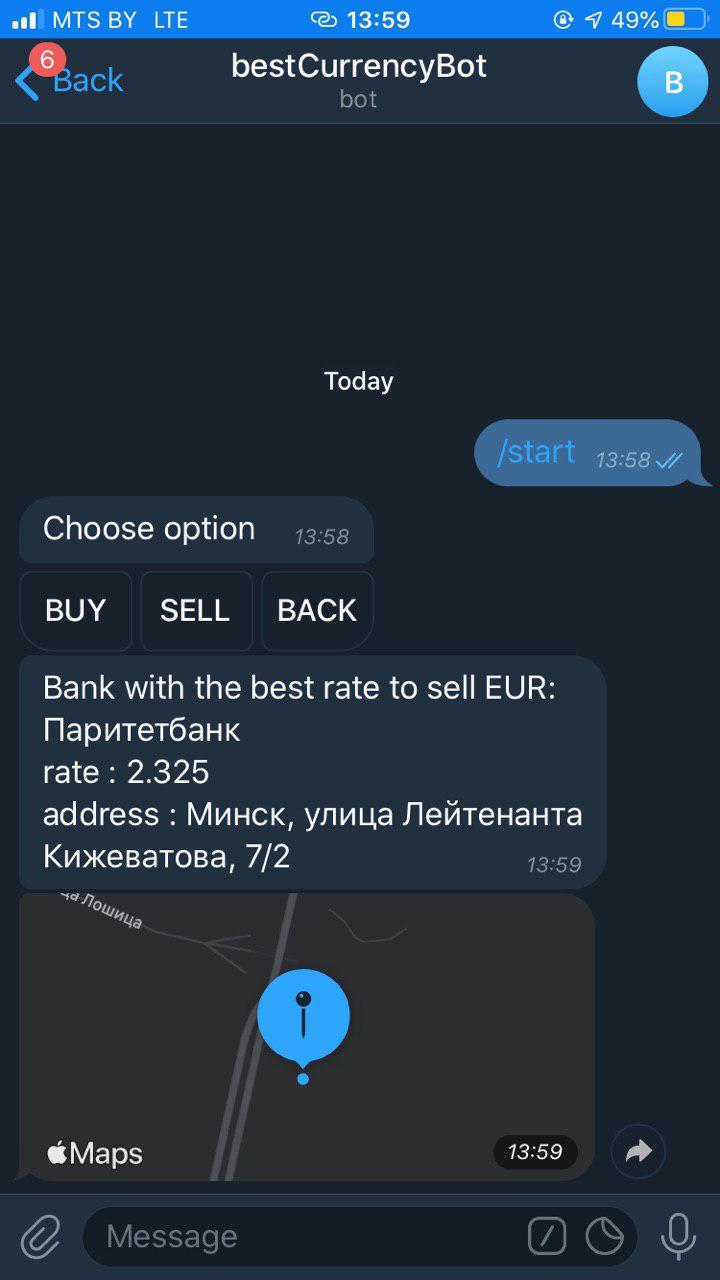 MTS BY LTE 13:59 49%
6
Back
bestCurrencyBot
bot
B
Today
/start 13:58
Choose option 13:58
BUY SELL BACK
Bank with the best rate to sell EUR:
Паритетбанк
rate : 2.325
address : Минск, улица Лейтенанта
Кижеватова, 7/2 13:59
ца Лошица
Maps 13:59
Message